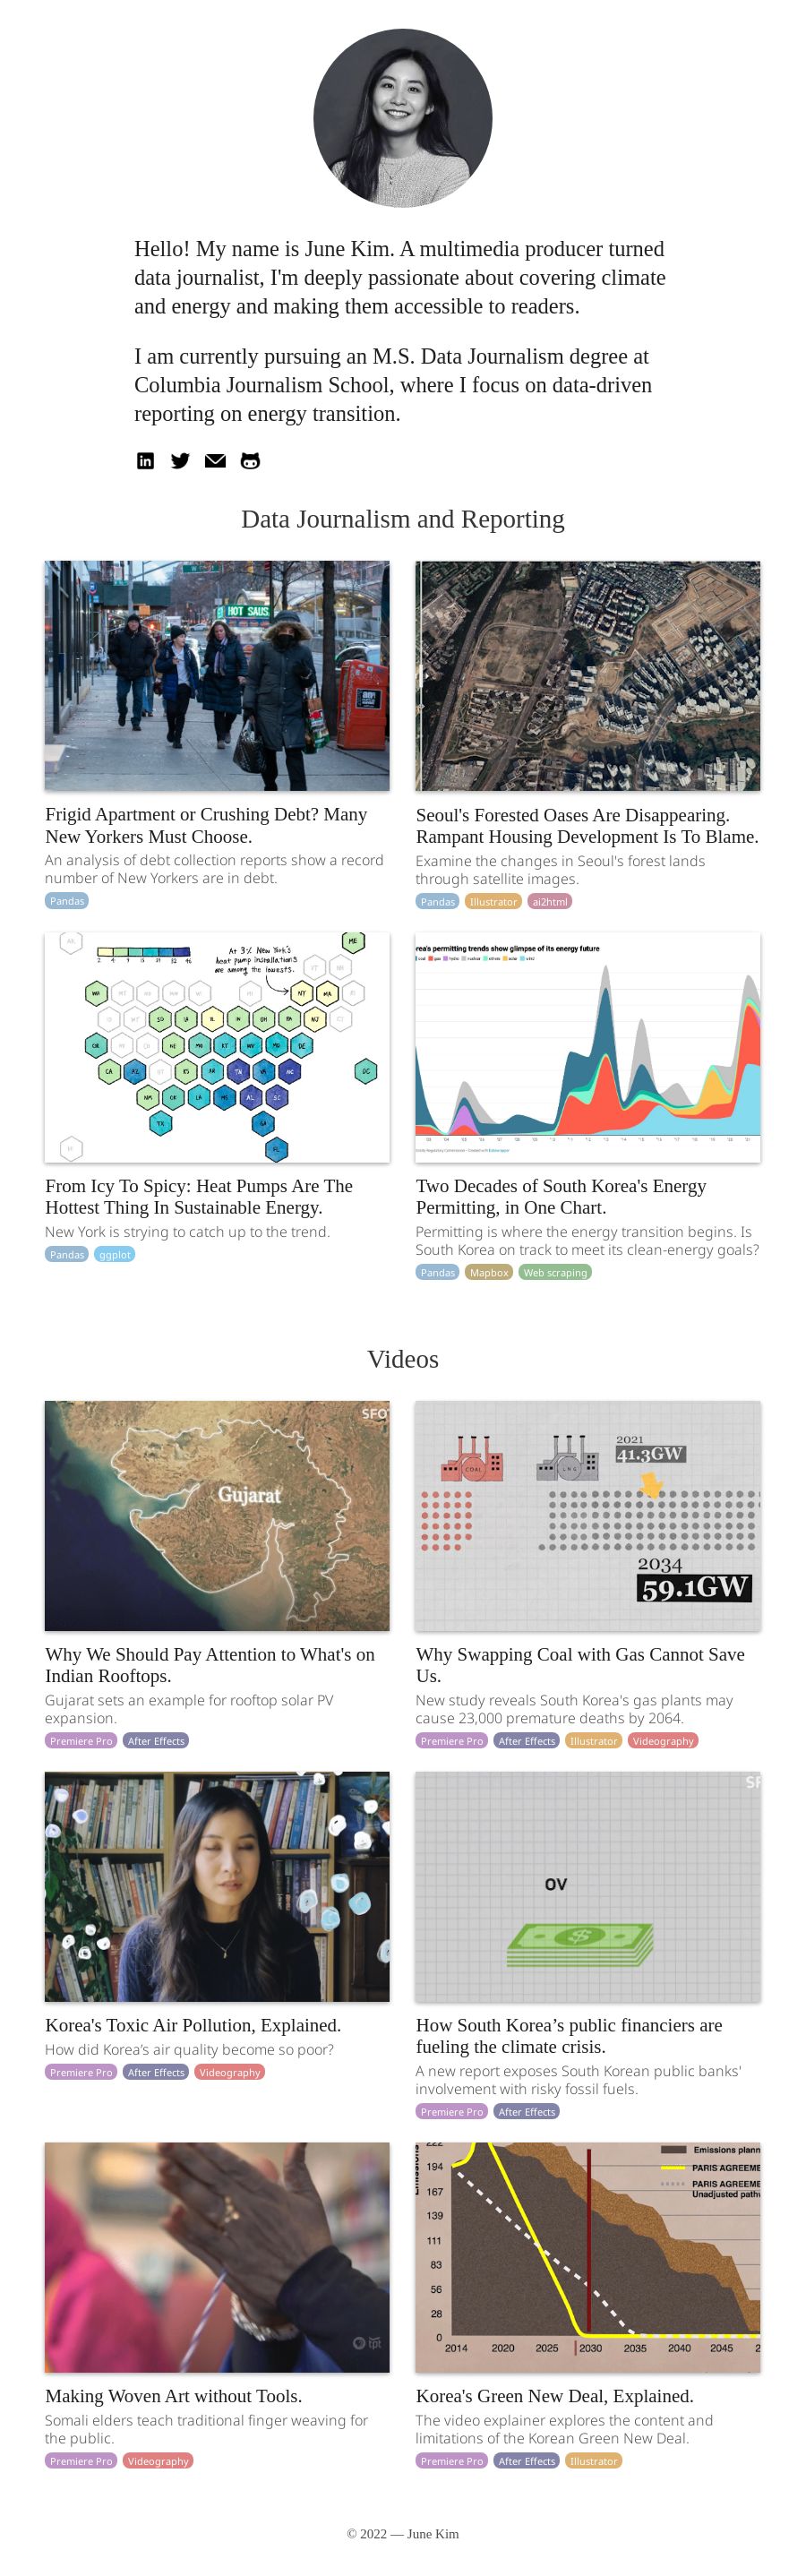 Hello! My name is June Kim. A multimedia producer turned
data journalist, I'm deeply passionate about covering climate
and energy and making them accessible to readers.
I am currently pursuing an M.S. Data Journalism degree at
Columbia Journalism School, where I focus on data-driven
reporting on energy transition.
Data Journalism and Reporting
HOT SAUS
Frigid Apartment or Crushing Debt? Many
New Yorkers Must Choose.
An analysis of debt collection reports show a record
number of New Yorkers are in debt.
Pandas
Seoul's Forested Oases Are Disappearing.
Rampant Housing Development Is To Blame.
Examine the changes in Seoul's forest lands
through satellite images.
Pandas Illustrator ai2html
At 3% New York's
heat pump installations
are among the lowests.
ME
NY
From Icy To Spicy: Heat Pumps Are The
Hottest Thing In Sustainable Energy.
New York is strying to catch up to the trend.
Pandas ggplot
rea's permitting trends show glimpse of its energy future
Two Decades of South Korea's Energy
Permitting, in One Chart.
Permitting is where the energy transition begins. Is
South Korea on track to meet its clean-energy goals?
Pandas Mapbox Web scraping
Videos
SFO
Gujarat
Why We Should Pay Attention to What's on
Indian Rooftops.
Gujarat sets an example for rooftop solar PV
expansion.
Premiere Pro After Effects
COAL
LNG
2021
41.3GW
2034
59.1GW
Why Swapping Coal with Gas Cannot Save
Us.
New study reveals South Korea's gas plants may
cause 23,000 premature deaths by 2064.
Premiere Pro After Effects Illustrator Videography
Korea's Toxic Air Pollution, Explained.
How did Korea’s air quality become so poor?
Premiere Pro After Effects Videography
SF
OV
How South Korea’s public financiers are
fueling the climate crisis.
A new report exposes South Korean public banks'
involvement with risky fossil fuels.
Premiere Pro After Effects
tpt
Making Woven Art without Tools.
Somali elders teach traditional finger weaving for
the public.
Premiere Pro Videography
Emissions
222
194
167
139
111
83
56
28
0
2014 2020 2025 2030 2035 2040 2045 2
Emissions plann
PARIS AGREEME
PARIS AGREEME
Unadjusted path
Korea's Green New Deal, Explained.
The video explainer explores the content and
limitations of the Korean Green New Deal.
Premiere Pro After Effects Illustrator
© 2022 — June Kim